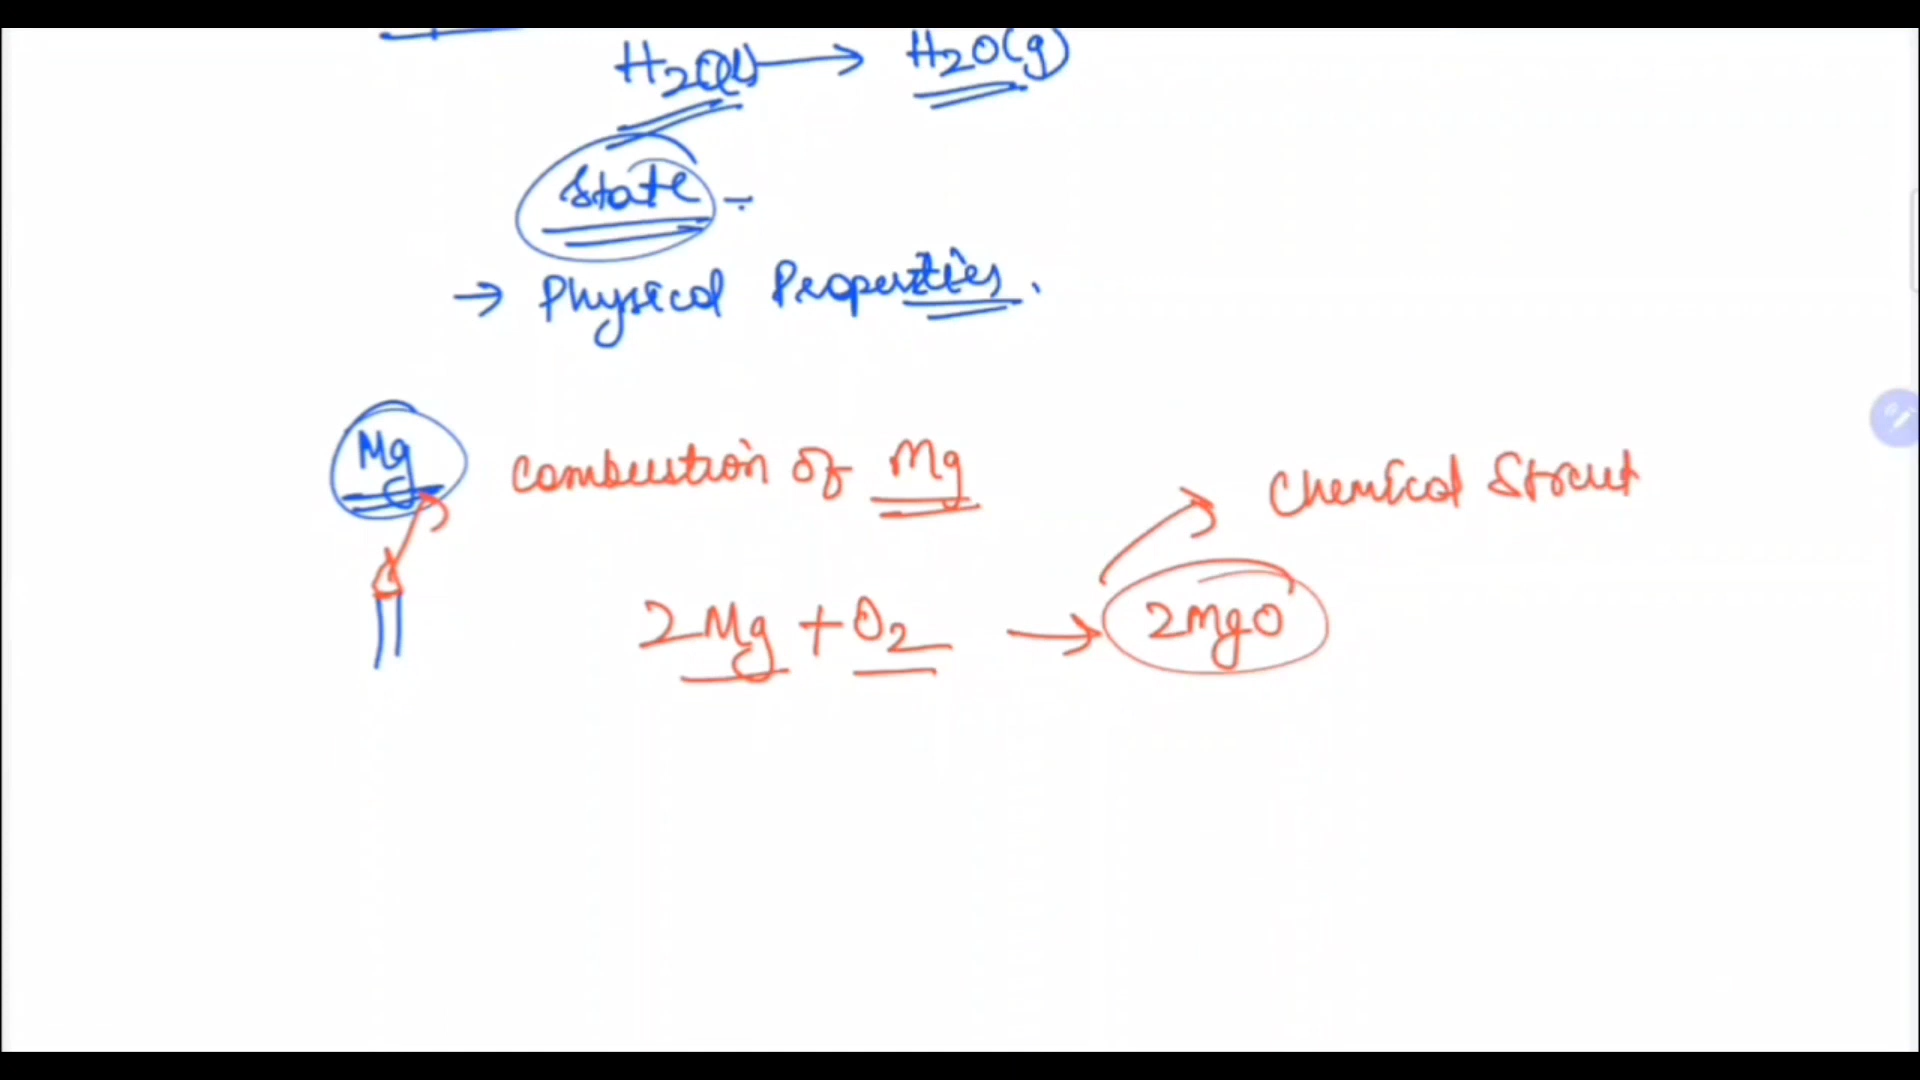 H2O(l) → H2O(g)
State -
→ Physical Properties.
Mg Combustion of Mg
Chemical Struct
2Mg + O2 → 2MgO